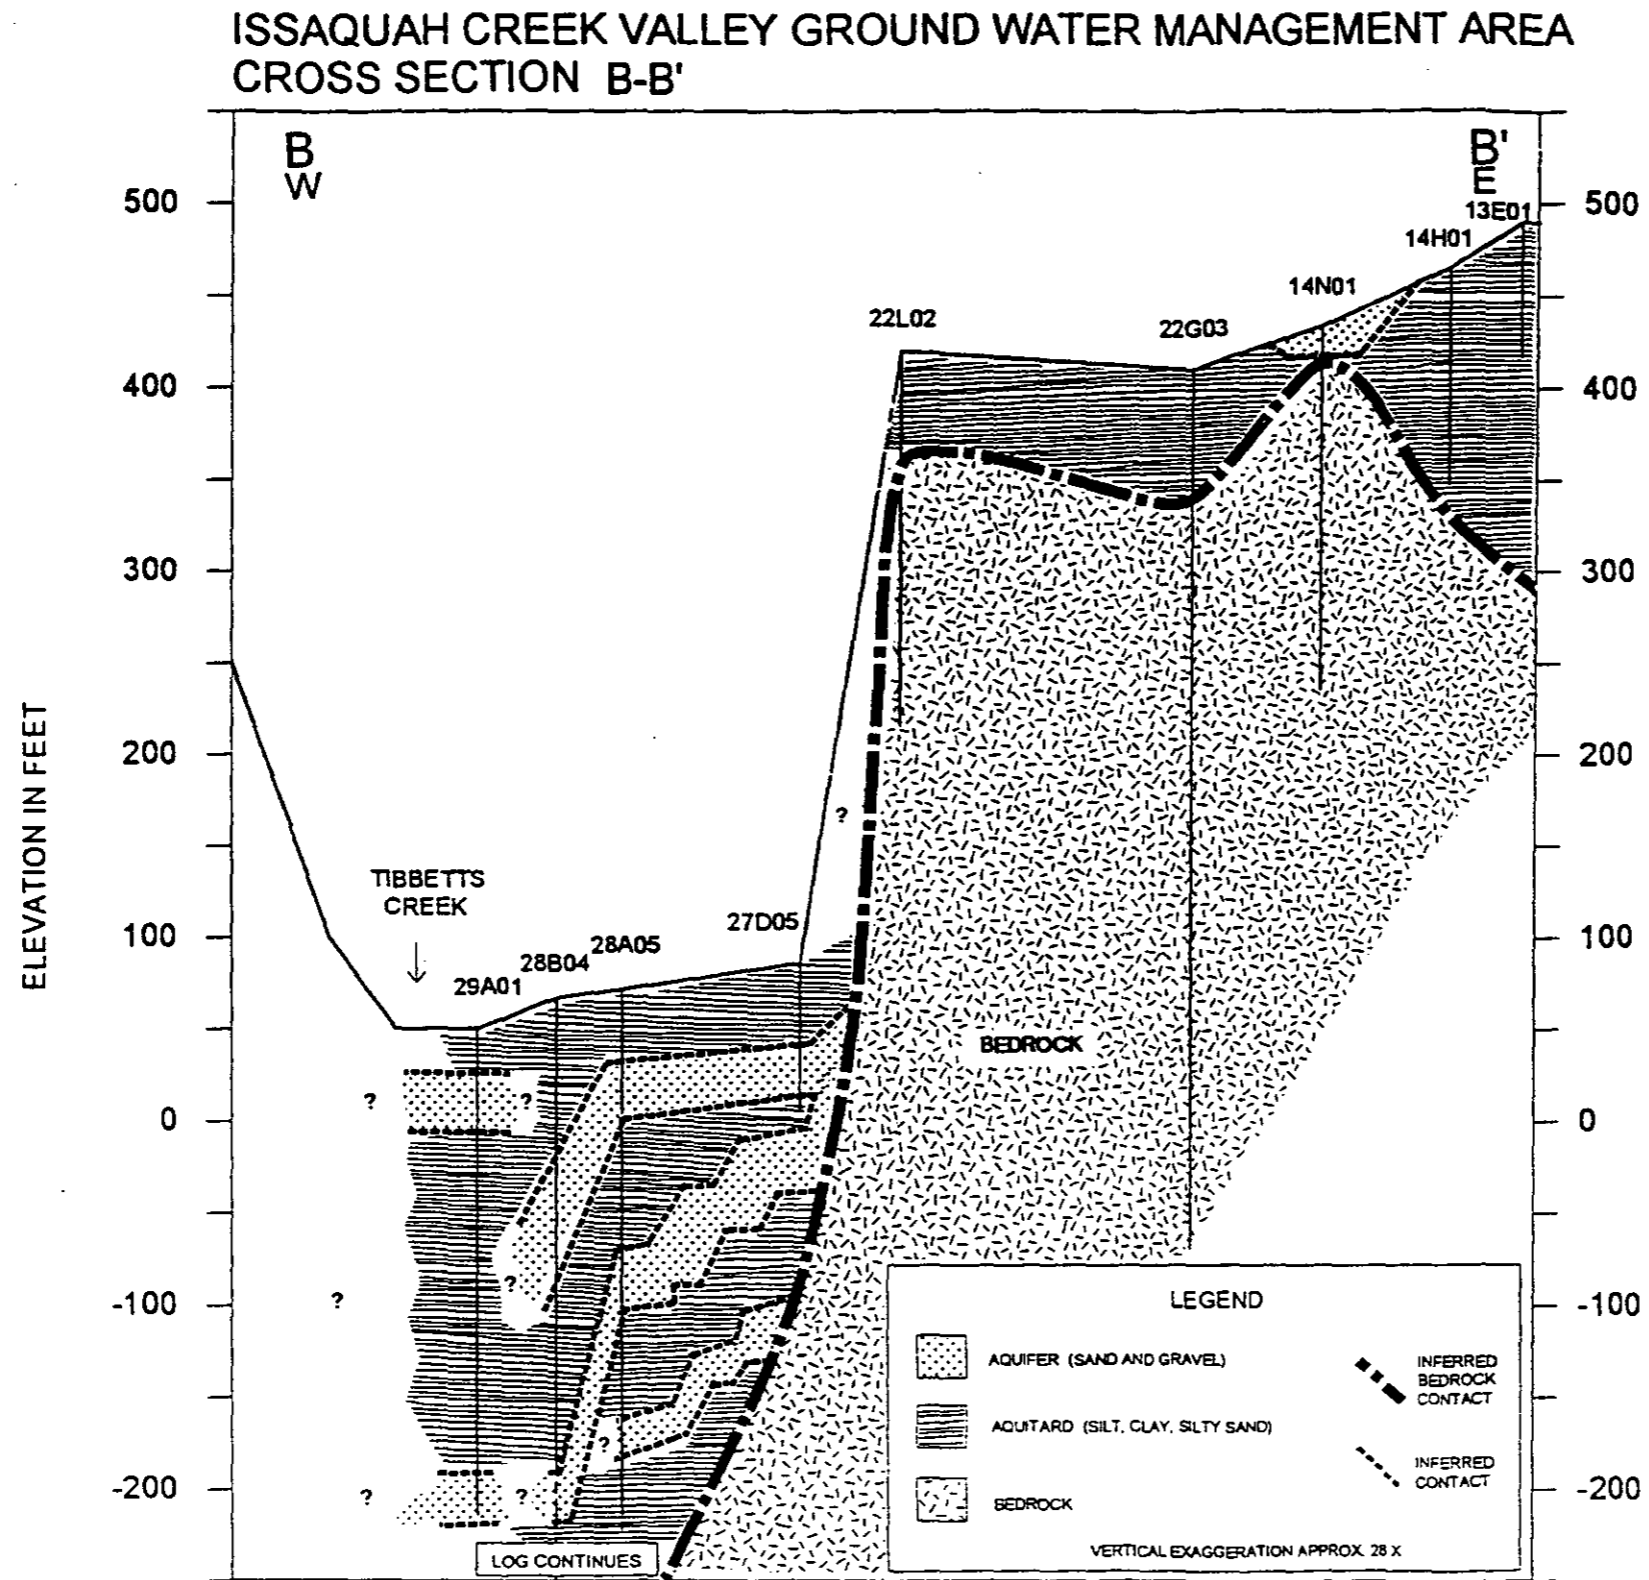 ISSAQUAH CREEK VALLEY GROUND WATER MANAGEMENT AREA
CROSS SECTION B-B'
B
W
B'
E
13E01
14H01
14N01
22L02
22G03
500
400
300
200
100
0
-100
-200
500
400
300
200
100
0
-100
-200
ELEVATION IN FEET
TIBBETTS
CREEK
29A01
28B04
28A05
27D05
?
?
?
?
?
?
?
?
BEDROCK
LOG CONTINUES
LEGEND
AQUIFER (SAND AND GRAVEL)
AQUITARD (SILT, CLAY, SILTY SAND)
BEDROCK
INFERRED
BEDROCK
CONTACT
INFERRED
CONTACT
VERTICAL EXAGGERATION APPROX. 28 X